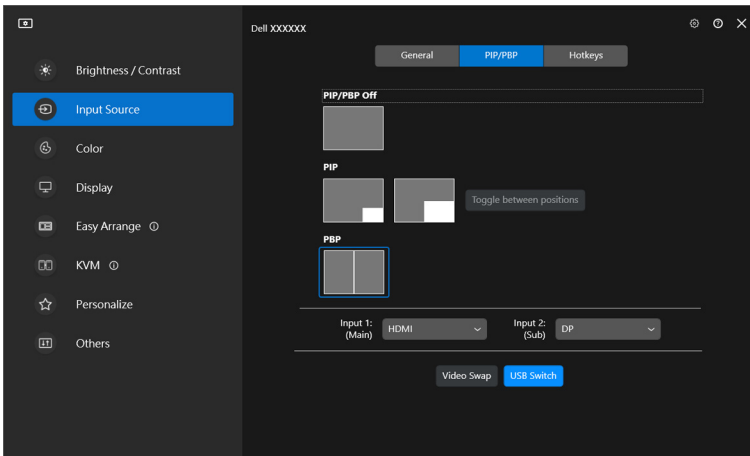 Dell XXXXXX
Brightness / Contrast
Input Source
Color
Display
Easy Arrange
KVM
Personalize
Others
General
PIP/PBP
Hotkeys
PIP/PBP Off
PIP
Toggle between positions
PBP
Input 1:
(Main)
HDMI
Input 2:
(Sub)
DP
Video Swap
USB Switch